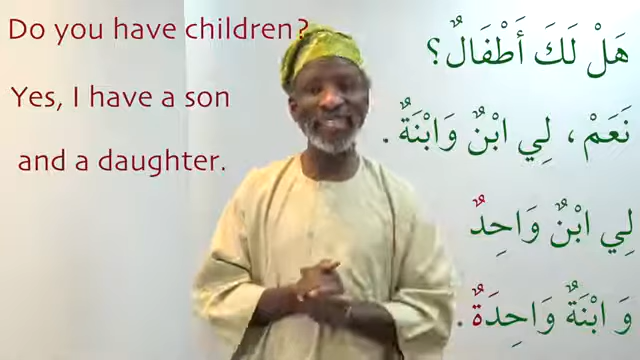 Do you have children?
Yes, I have a son
and a daughter.
هَلْ لَكَ أَطْفَالٌ؟
نَعَمْ، لِي ابْنٌ وَابْنَةٌ.
لِي ابْنٌ وَاحِدٌ
وَ ابْنَةٌ وَاحِدَةٌ.